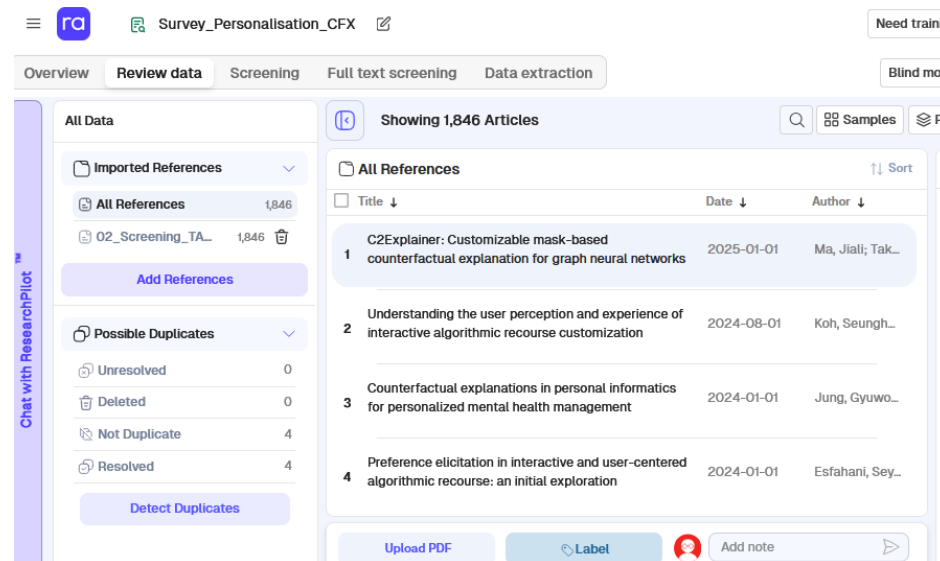 ra
Survey_Personalisation_CFX
Need train
Overview
Review data
Screening
Full text screening
Data extraction
Blind mo
Chat with ResearchPilot ™
All Data
Imported References
All References 1,846
02_Screening_TA... 1,846
Add References
Possible Duplicates
Unresolved 0
Deleted 0
Not Duplicate 4
Resolved 4
Detect Duplicates
Showing 1,846 Articles
Samples
All References
Sort
Title ↓ Date ↓ Author ↓
1
C2Explainer: Customizable mask-based
counterfactual explanation for graph neural networks
2025-01-01
Ma, Jiali; Tak...
2
Understanding the user perception and experience of
interactive algorithmic recourse customization
2024-08-01
Koh, Seungh...
3
Counterfactual explanations in personal informatics
for personalized mental health management
2024-01-01
Jung, Gyuwo...
4
Preference elicitation in interactive and user-centered
algorithmic recourse: an initial exploration
2024-01-01
Esfahani, Sey...
Upload PDF
Label
Add note